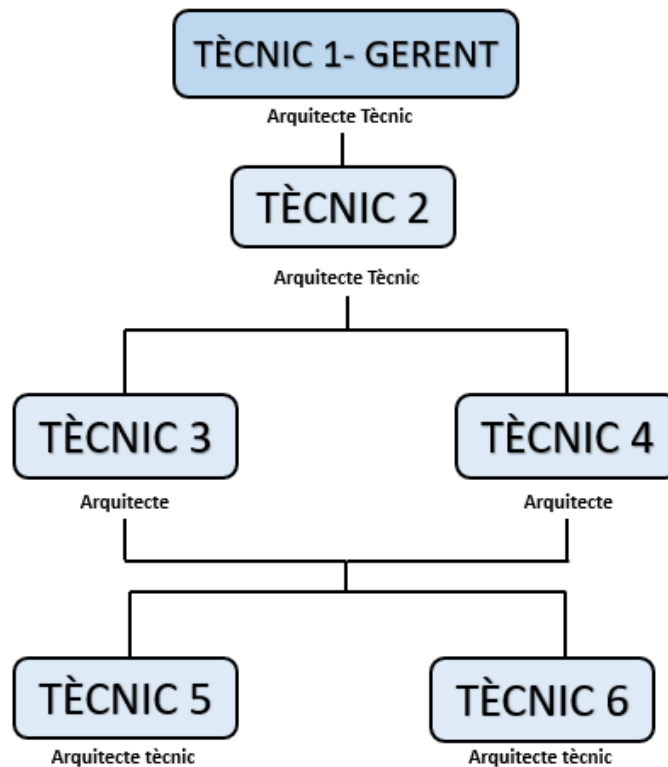 TÈCNIC 1- GERENT
Arquitecte Tècnic
TÈCNIC 2
Arquitecte Tècnic
TÈCNIC 3
TÈCNIC 4
Arquitecte
Arquitecte
TÈCNIC 5
TÈCNIC 6
Arquitecte tècnic
Arquitecte tècnic